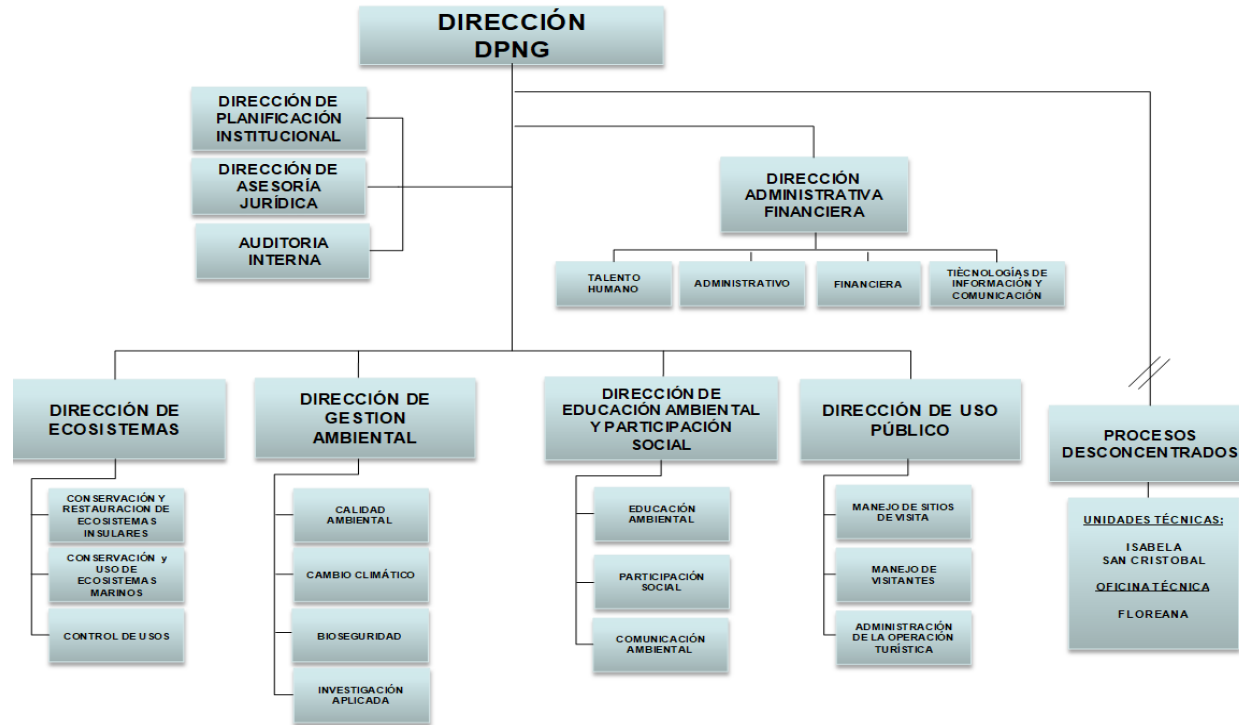 DIRECCIÓN
DPNG
DIRECCIÓN DE
PLANIFICACIÓN
INSTITUCIONAL
DIRECCIÓN DE
ASESORÍA
JURÍDICA
AUDITORIA
INTERNA
DIRECCIÓN
ADMINISTRATIVA
FINANCIERA
TALENTO
HUMANO
ADMINISTRATIVO
FINANCIERA
TIÈCNOLOGÍAS DE
INFORMACIÓN Y
COMUNICACIÓN
DIRECCIÓN DE
ECOSISTEMAS
CONSERVACIÓN Y
RESTAURACIÓN DE
ECOSISTEMAS
INSULARES
CONSERVACIÓN y
USO DE
ECOSISTEMAS
MARINOS
CONTROL DE USOS
DIRECCIÓN DE
GESTION
AMBIENTAL
CALIDAD
AMBIENTAL
CAMBIO CLIMÁTICO
BIOSEGURIDAD
INVESTIGACIÓN
APLICADA
DIRECCIÓN DE
EDUCACIÓN AMBIENTAL
Y PARTICIPACIÓN
SOCIAL
EDUCACIÓN
AMBIENTAL
PARTICIPACIÓN
SOCIAL
COMUNICACIÓN
AMBIENTAL
DIRECCIÓN DE USO
PÚBLICO
MANEJO DE SITIOS
DE VISITA
MANEJO DE
VISITANTES
ADMINISTRACIÓN
DE LA OPERACIÓN
TURÍSTICA
PROCESOS
DESCONCENTRADOS
UNIDADES TÉCNICAS:
ISABELA
SAN CRISTOBAL
OFICINA TÉCNICA
FLOREANA